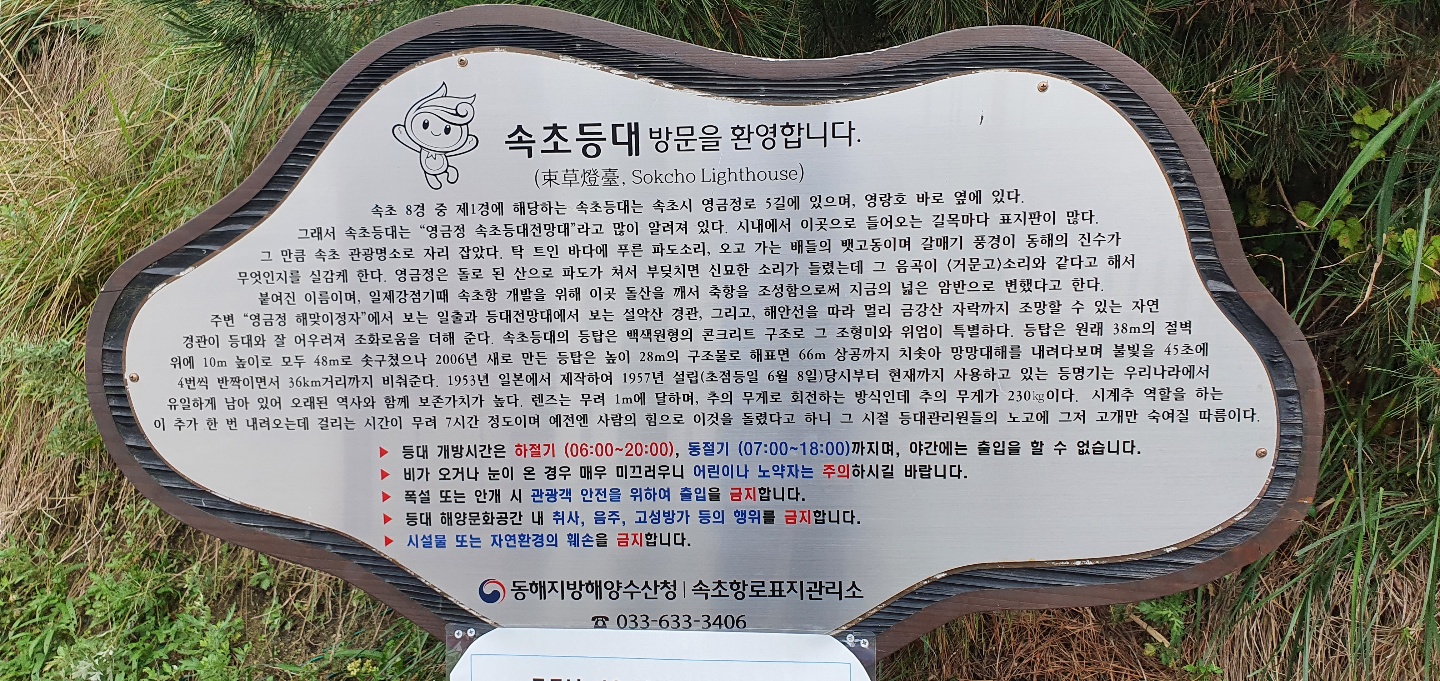 속초등대 방문을 환영합니다.
(束草燈臺, Sokcho Lighthouse)
속초 8경 중 제1경에 해당하는 속초등대는 속초시 영금정로 5길에 있으며, 영랑호 바로 옆에 있다.
그래서 속초등대는 “영금정 속초등대전망대”라고 많이 알려져 있다. 시내에서 이곳으로 들어오는 길목마다 표지판이 많다.
그 만큼 속초 관광명소로 자리 잡았다. 탁 트인 바다에 푸른 파도소리, 오고 가는 배들의 뱃고동이며 갈매기 풍경이 동해의 진수가
무엇인지를 실감케 한다. 영금정은 돌로 된 산으로 파도가 쳐서 부딪치면 신묘한 소리가 들렸는데 그 음곡이 〈거문고〉소리와 같다고 해서
붙여진 이름이며, 일제강점기때 속초항 개발을 위해 이곳 돌산을 깨서 축항을 조성함으로써 지금의 넓은 암반으로 변했다고 한다.
주변 “영금정 해맞이정자”에서 보는 일출과 등대전망대에서 보는 설악산 경관, 그리고, 해안선을 따라 멀리 금강산 자락까지 조망할 수 있는 자연
경관이 등대와 잘 어우러져 조화로움을 더해 준다. 속초등대의 등탑은 백색원형의 콘크리트 구조로 그 조형미와 위엄이 특별하다. 등탑은 원래 38m의 절벽
위에 10m 높이로 모두 48m로 솟구쳤으나 2006년 새로 만든 등탑은 높이 28m의 구조물로 해표면 66m 상공까지 치솟아 망망대해를 내려다보며 불빛을 45초에
4번씩 반짝이면서 36km거리까지 비춰준다. 1953년 일본에서 제작하여 1957년 설립(초점등일 6월 8일)당시부터 현재까지 사용하고 있는 등명기는 우리나라에서
유일하게 남아 있어 오래된 역사와 함께 보존가치가 높다. 렌즈는 무려 1m에 달하며, 추의 무게로 회전하는 방식인데 추의 무게가 230㎏이다. 시계추 역할을 하는
이 추가 한 번 내려오는데 걸리는 시간이 무려 7시간 정도이며 예전엔 사람의 힘으로 이것을 돌렸다고 하니 그 시절 등대관리원들의 노고에 그저 고개만 숙여질 따름이다.
▶ 등대 개방시간은 하절기 (06:00~20:00), 동절기 (07:00~18:00)까지며, 야간에는 출입을 할 수 없습니다.
▶ 비가 오거나 눈이 온 경우 매우 미끄러우니 어린이나 노약자는 주의하시길 바랍니다.
▶ 폭설 또는 안개 시 관광객 안전을 위하여 출입을 금지합니다.
▶ 등대 해양문화공간 내 취사, 음주, 고성방가 등의 행위를 금지합니다.
▶ 시설물 또는 자연환경의 훼손을 금지합니다.
동해지방해양수산청 | 속초항로표지관리소
☎ 033-633-3406